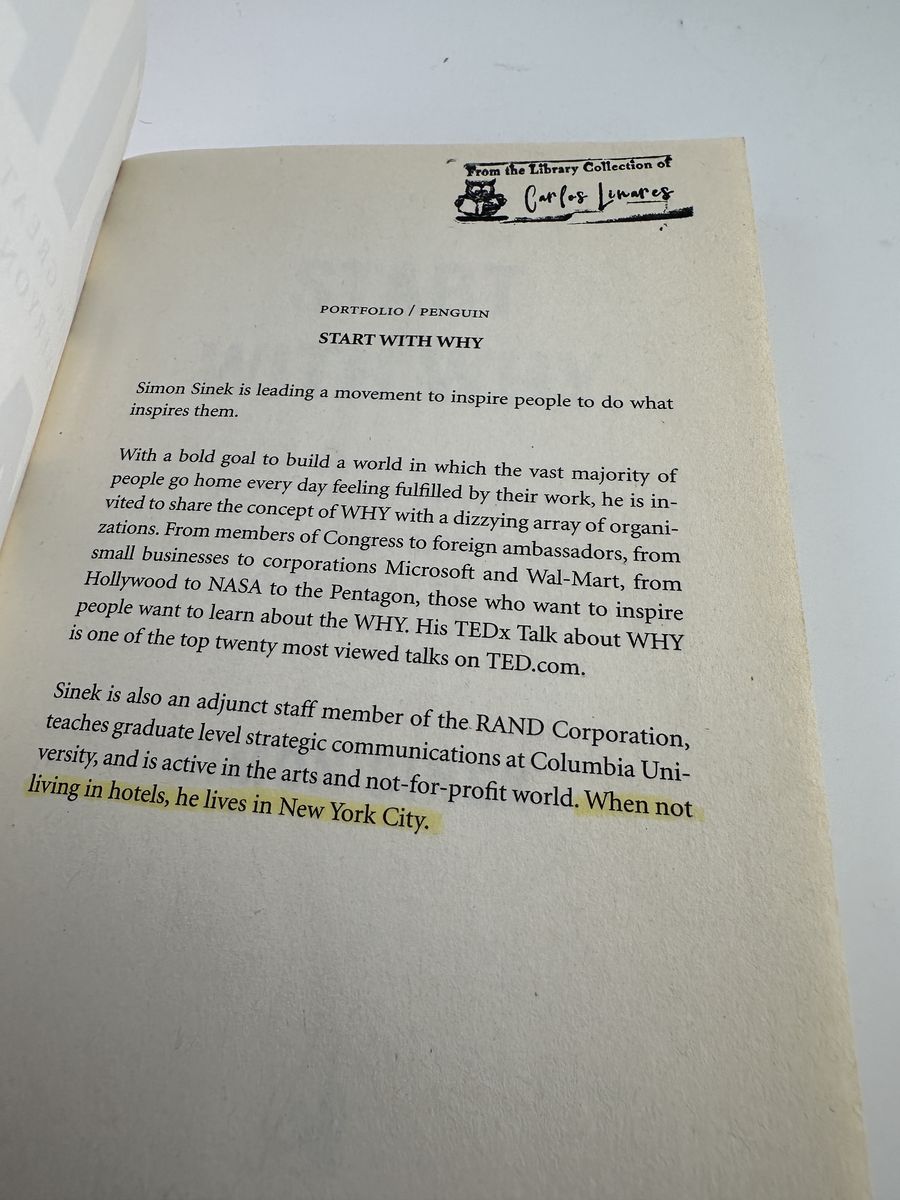 From the Library Collection of
Carlos Linares
PORTFOLIO / PENGUIN
START WITH WHY
Simon Sinek is leading a movement to inspire people to do what
inspires them.
With a bold goal to build a world in which the vast majority of
people go home every day feeling fulfilled by their work, he is in-
vited to share the concept of WHY with a dizzying array of organi-
zations. From members of Congress to foreign ambassadors, from
small businesses to corporations Microsoft and Wal-Mart, from
Hollywood to NASA to the Pentagon, those who want to inspire
people want to learn about the WHY. His TEDx Talk about WHY
is one of the top twenty most viewed talks on TED.com.
Sinek is also an adjunct staff member of the RAND Corporation,
teaches graduate level strategic communications at Columbia Uni-
versity, and is active in the arts and not-for-profit world. When not
living in hotels, he lives in New York City.